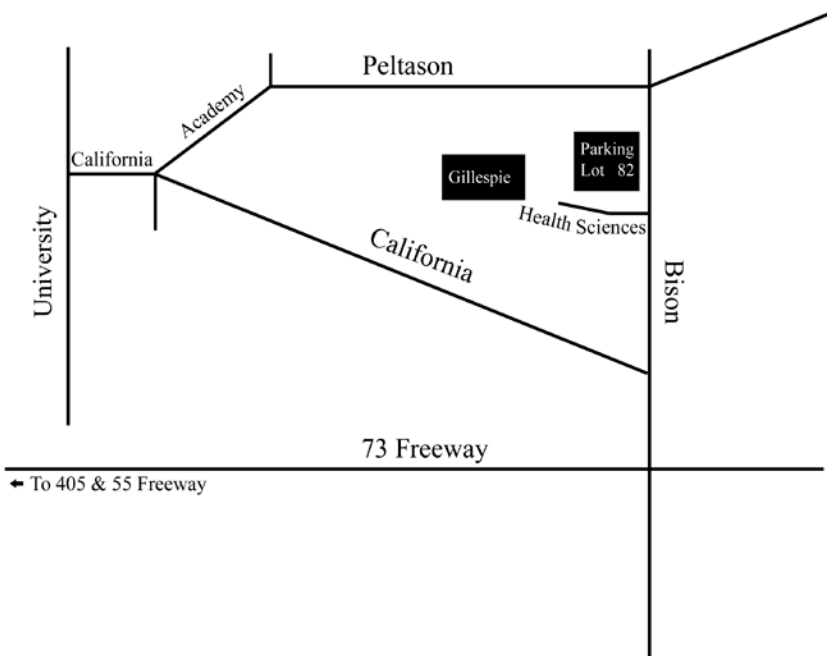 Peltason
Academy
California
Gillespie
Parking
Lot 82
Health Sciences
University
California
Bison
73 Freeway
To 405 & 55 Freeway